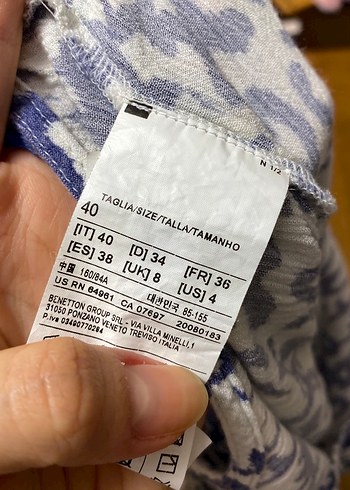 N 1/2
TAGLIA/SIZE/TALLA/TAMANHO
40
[IT] 40 [D] 34 [FR] 36
[ES] 38 [UK] 8 [US] 4
中國 160/84A 대한민국 85-155
US RN 64961 CA 07697 20080183
BENETTON GROUP SRL - VIA VILLA MINELLI,1
31050 PONZANO VENETO TREVISO ITALIA
P.iva 03490770264